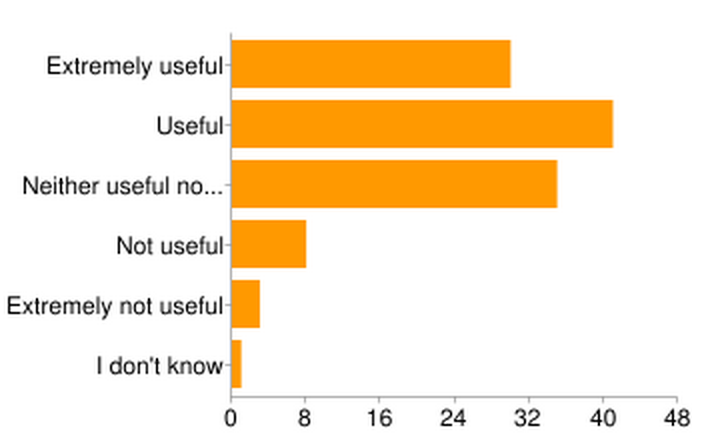 Extremely useful
Useful
Neither useful no...
Not useful
Extremely not useful
I don't know
0 8 16 24 32 40 48